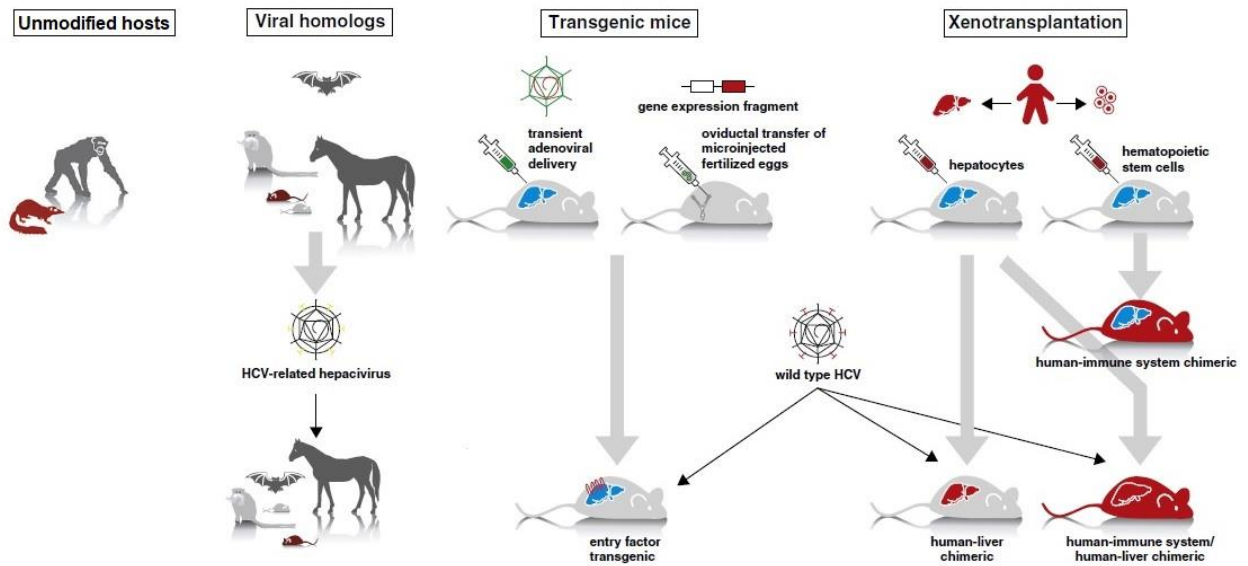 Unmodified hosts
Viral homologs
Transgenic mice
Xenotransplantation
gene expression fragment
transient
adenoviral
delivery
oviductal transfer of
microinjected
fertilized eggs
hepatocytes
hematopoietic
stem cells
HCV-related hepacivirus
wild type HCV
human-immune system chimeric
entry factor
transgenic
human-liver
chimeric
human-immune system/
human-liver chimeric